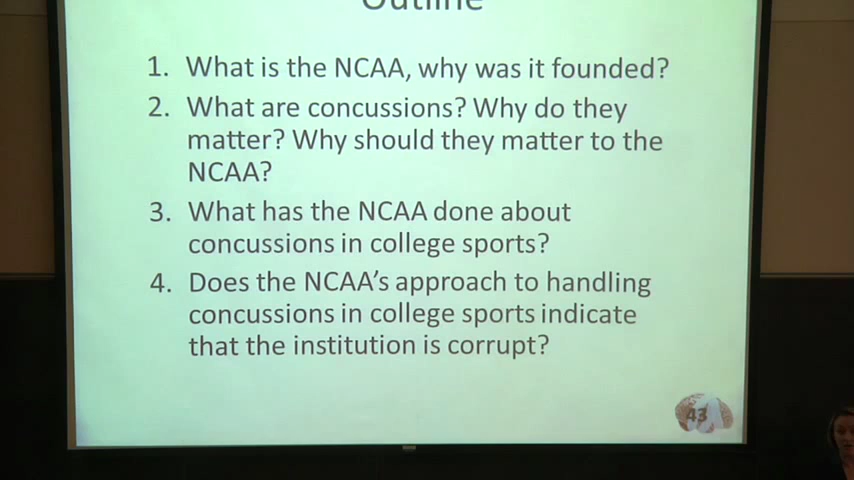 Outline
1. What is the NCAA, why was it founded?
2. What are concussions? Why do they
matter? Why should they matter to the
NCAA?
3. What has the NCAA done about
concussions in college sports?
4. Does the NCAA's approach to handling
concussions in college sports indicate
that the institution is corrupt?
43